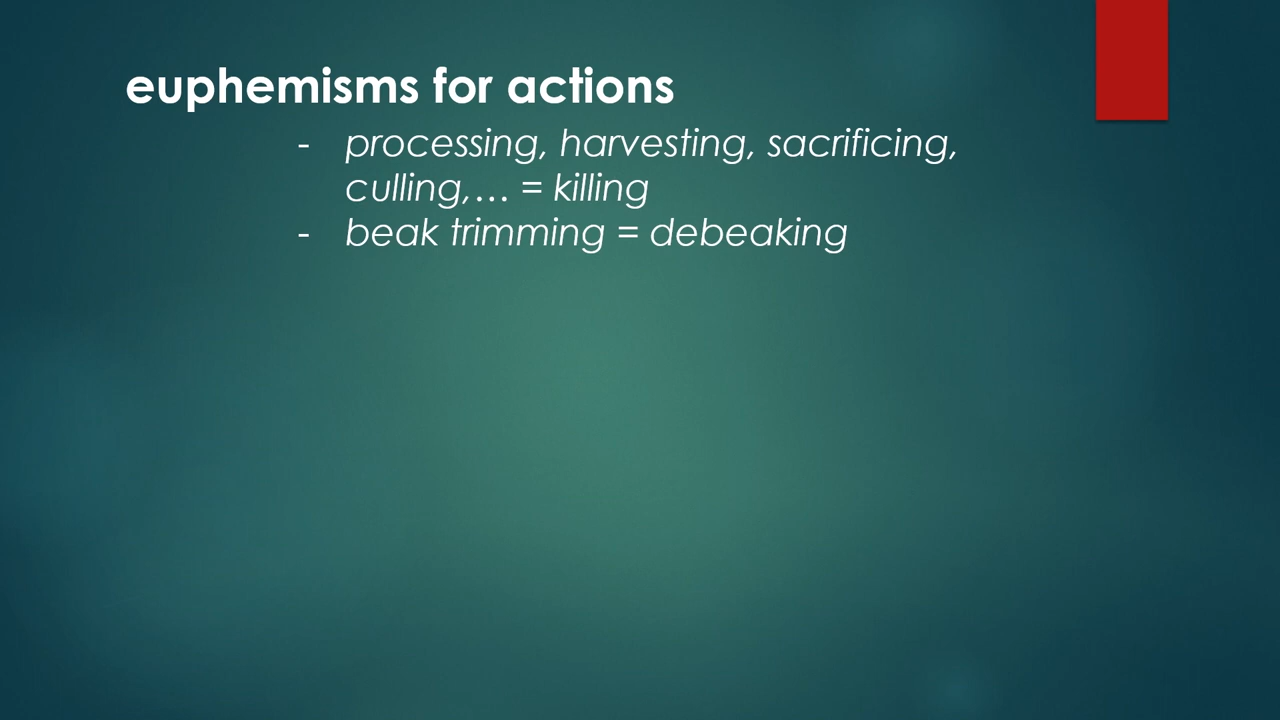 euphemisms for actions
- processing, harvesting, sacrificing,
culling,… = killing
- beak trimming = debeaking